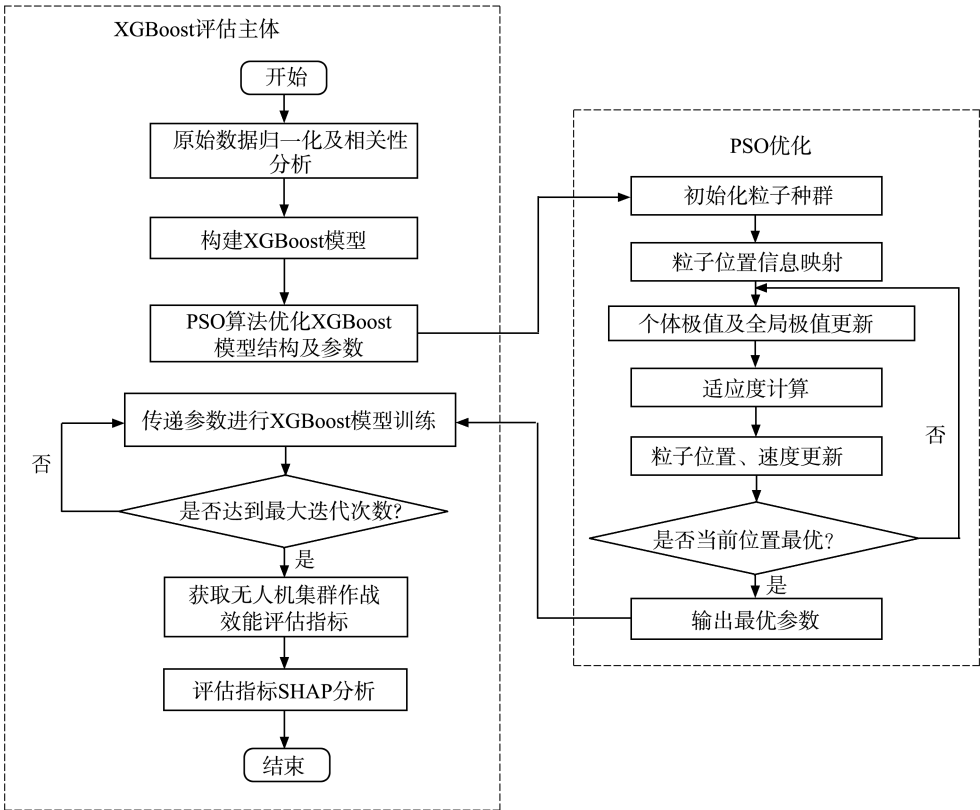 XGBoost评估主体
开始
原始数据归一化及相关性
分析
构建XGBoost模型
PSO算法优化XGBoost
模型结构及参数
传递参数进行XGBoost模型训练
否
是否达到最大迭代次数?
是
获取无人机集群作战
效能评估指标
评估指标SHAP分析
结束
PSO优化
初始化粒子种群
粒子位置信息映射
个体极值及全局极值更新
适应度计算
否
粒子位置、速度更新
是否当前位置最优?
是
输出最优参数